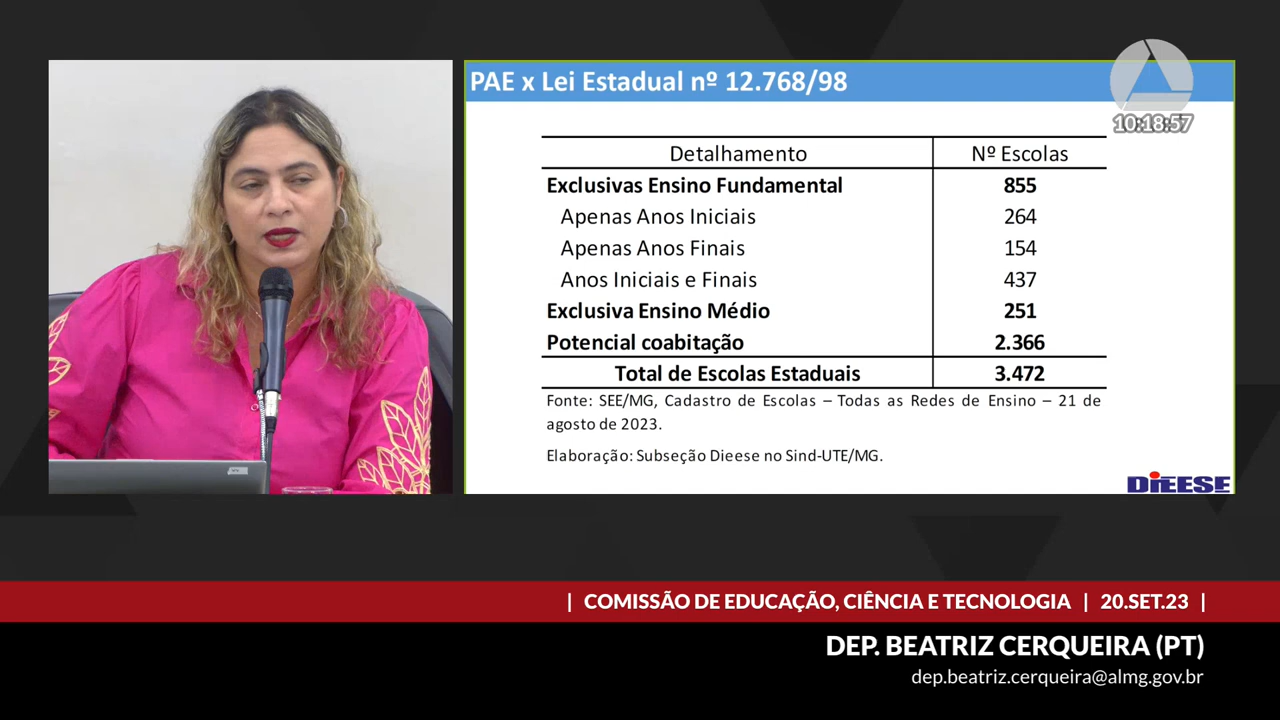 PAE x Lei Estadual nº 12.768/98
10:18:57
Detalhamento Nº Escolas
Exclusivas Ensino Fundamental 855
Apenas Anos Iniciais 264
Apenas Anos Finais 154
Anos Iniciais e Finais 437
Exclusiva Ensino Médio 251
Potencial coabitação 2.366
Total de Escolas Estaduais 3.472
Fonte: SEE/MG, Cadastro de Escolas – Todas as Redes de Ensino – 21 de
agosto de 2023.
Elaboração: Subseção Dieese no Sind-UTE/MG.
DIEESE
| COMISSÃO DE EDUCAÇÃO, CIÊNCIA E TECNOLOGIA | 20.SET.23 |
DEP. BEATRIZ CERQUEIRA (PT)
dep.beatriz.cerqueira@almg.gov.br